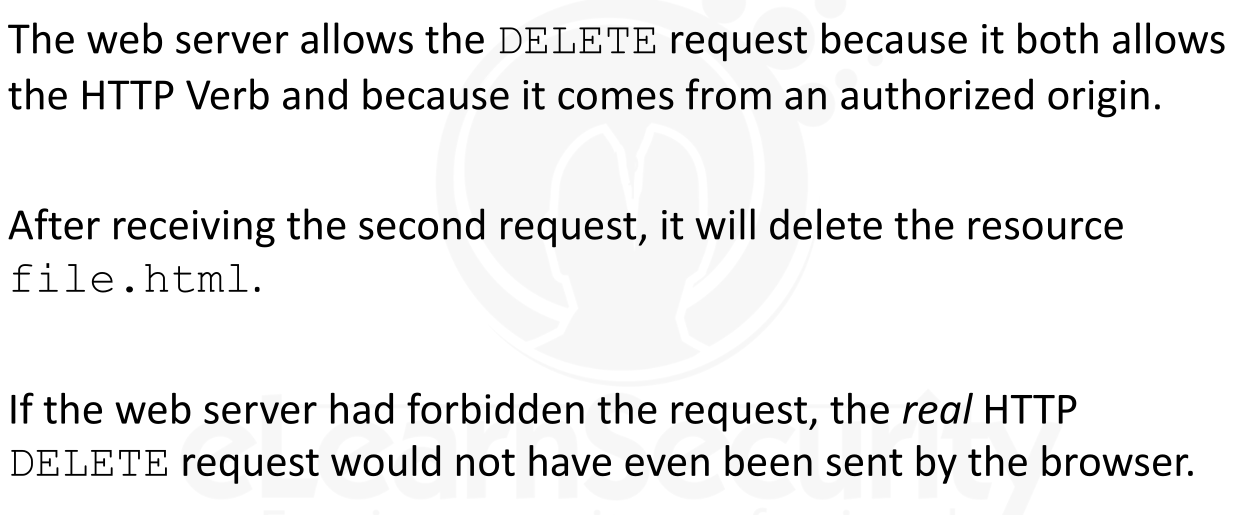 The web server allows the DELETE request because it both allows
the HTTP Verb and because it comes from an authorized origin.
After receiving the second request, it will delete the resource
file.html.
If the web server had forbidden the request, the real HTTP
DELETE request would not have even been sent by the browser.
eLearnSecurity